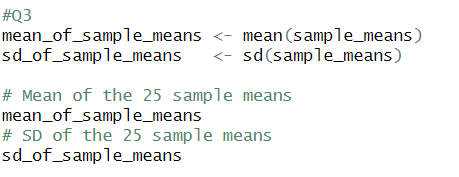 #Q3
mean_of_sample_means <- mean(sample_means)
sd_of_sample_means   <- sd(sample_means)

# Mean of the 25 sample means
mean_of_sample_means
# SD of the 25 sample means
sd_of_sample_means